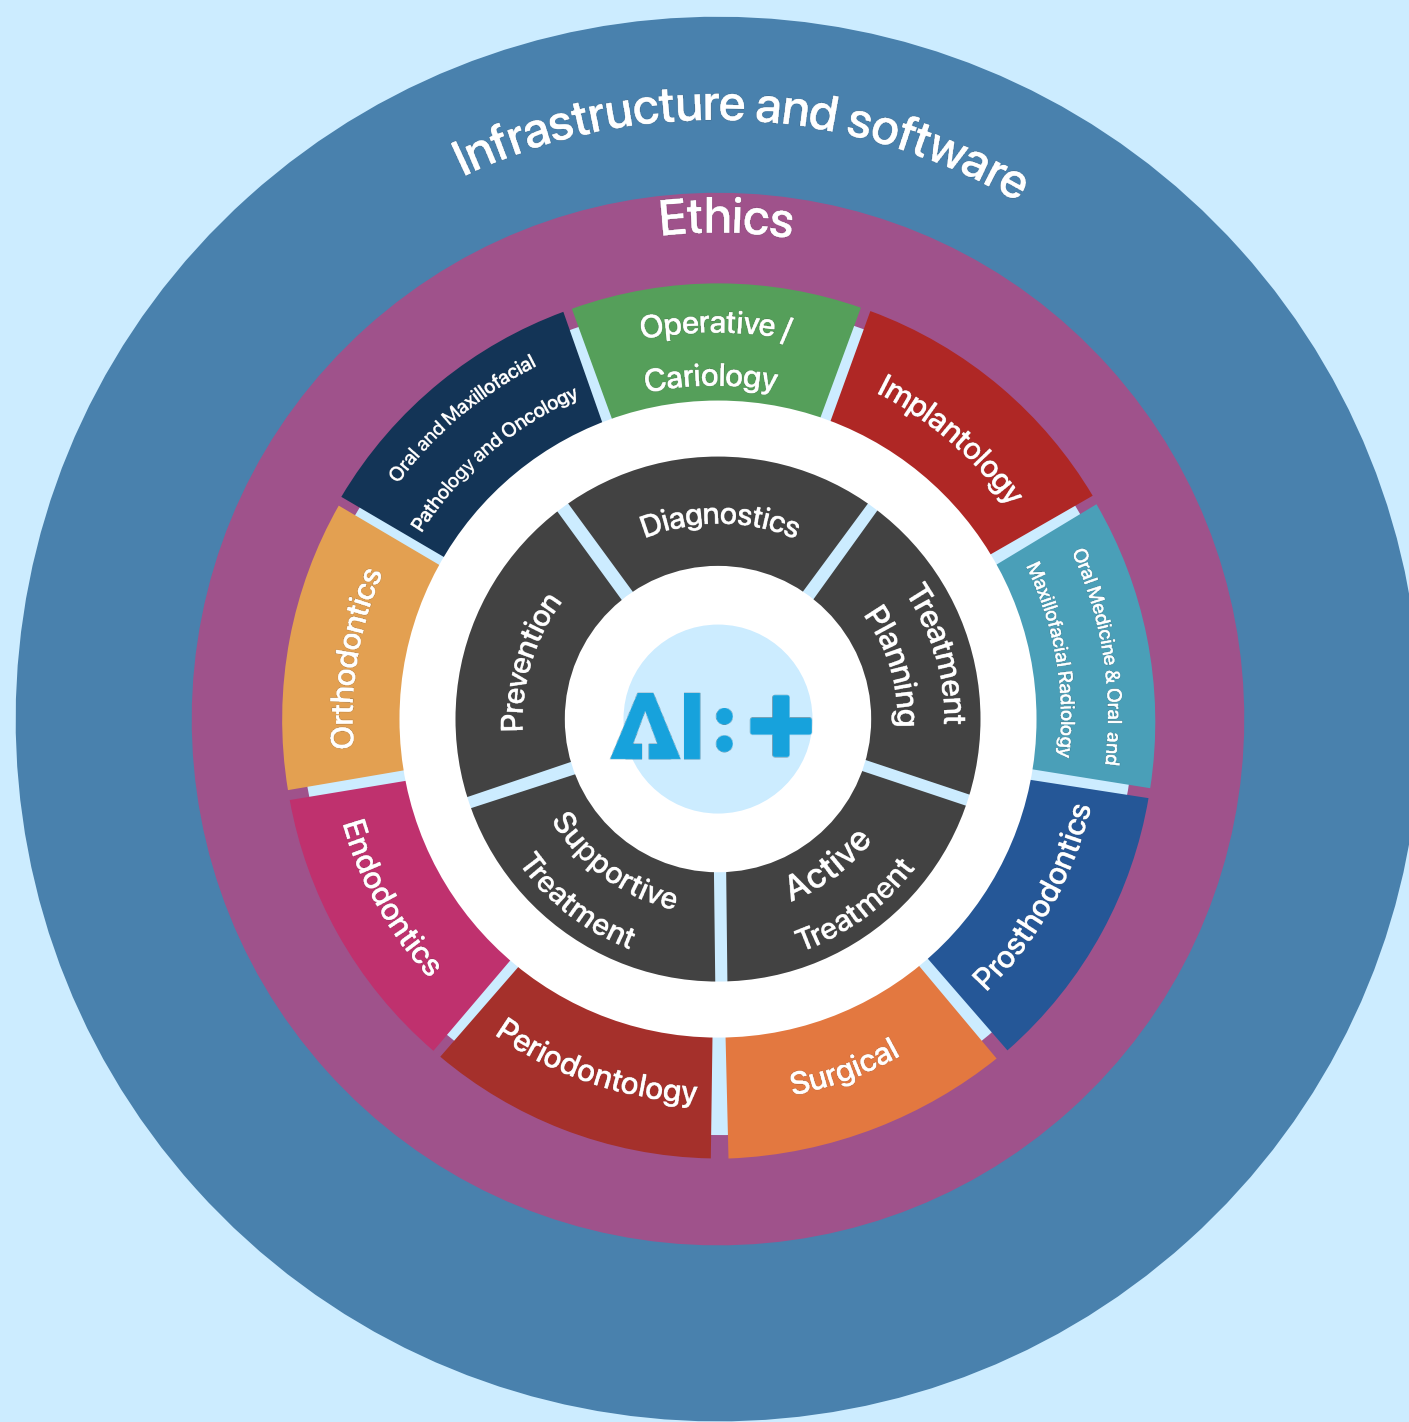 Infrastructure and software
Ethics
Operative /
Cariology
Implantology
Oral Medicine & Oral and
Maxillofacial Radiology
Prosthodontics
Surgical
Periodontology
Endodontics
Orthodontics
Oral and Maxillofacial
Pathology and Oncology
Diagnostics
Treatment
Planning
Active
Treatment
Supportive
Treatment
Prevention
AI:+